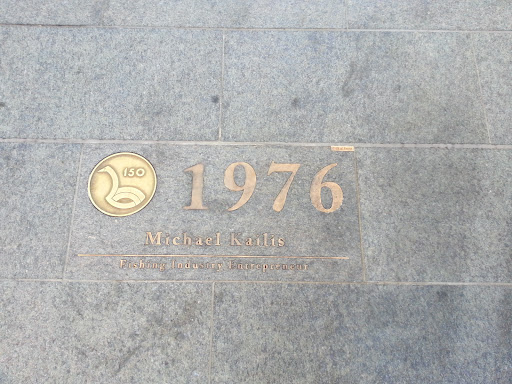 150
1976
Michael Kailis
Fishing Industry Entrepreneur